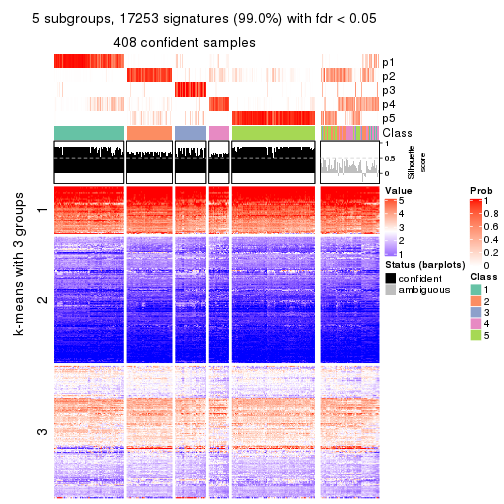 5 subgroups, 17253 signatures (99.0%) with fdr < 0.05
408 confident samples
p1
p2
p3
p4
p5
Class
1
0.5
0
Silhouette
score
k-means with 3 groups
1
2
3
Value
5
4
3
2
1
Status (barplots)
confident
ambiguous
Prob
1
0.8
0.6
0.4
0.2
0
Class
1
2
3
4
5